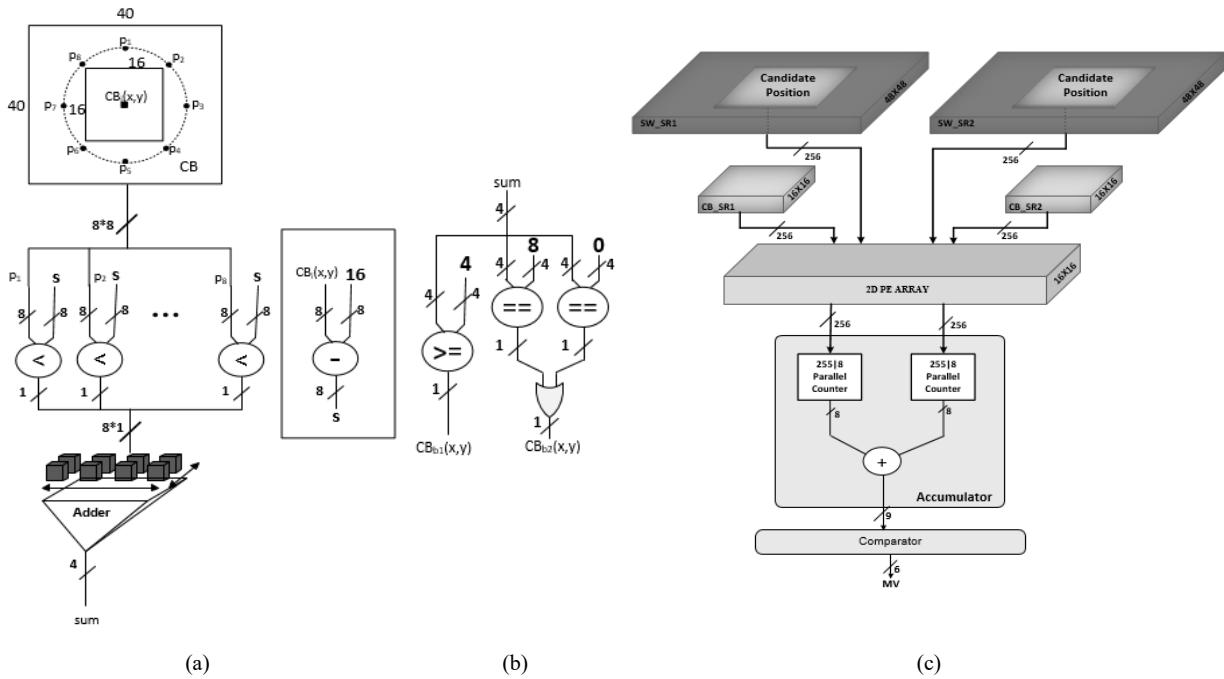 40
40
p1
p2
p3
p4
p5
p6
p7
p8
16
16
CBi(x,y)
CB
8*8
p1 S p2 S p8 S
8 8 8 8 8 8
•••
< < <
1 1 1
8*1
Adder
4
sum
CBi(x,y) 16
8 8
-
8
S
sum
4
4 8 0
4 4 4 4 4 4
>= == ==
1 1 1
1
CBb1(x,y) CBb2(x,y)
Candidate
Position
48X48
SW_SR1
Candidate
Position
48X48
SW_SR2
256 256
16X16
CB_SR1
16X16
CB_SR2
256 256
16X16
2D PE ARRAY
256 256
255|8
Parallel
Counter
255|8
Parallel
Counter
8 8
+
Accumulator
9
Comparator
6
MV
(a) (b) (c)